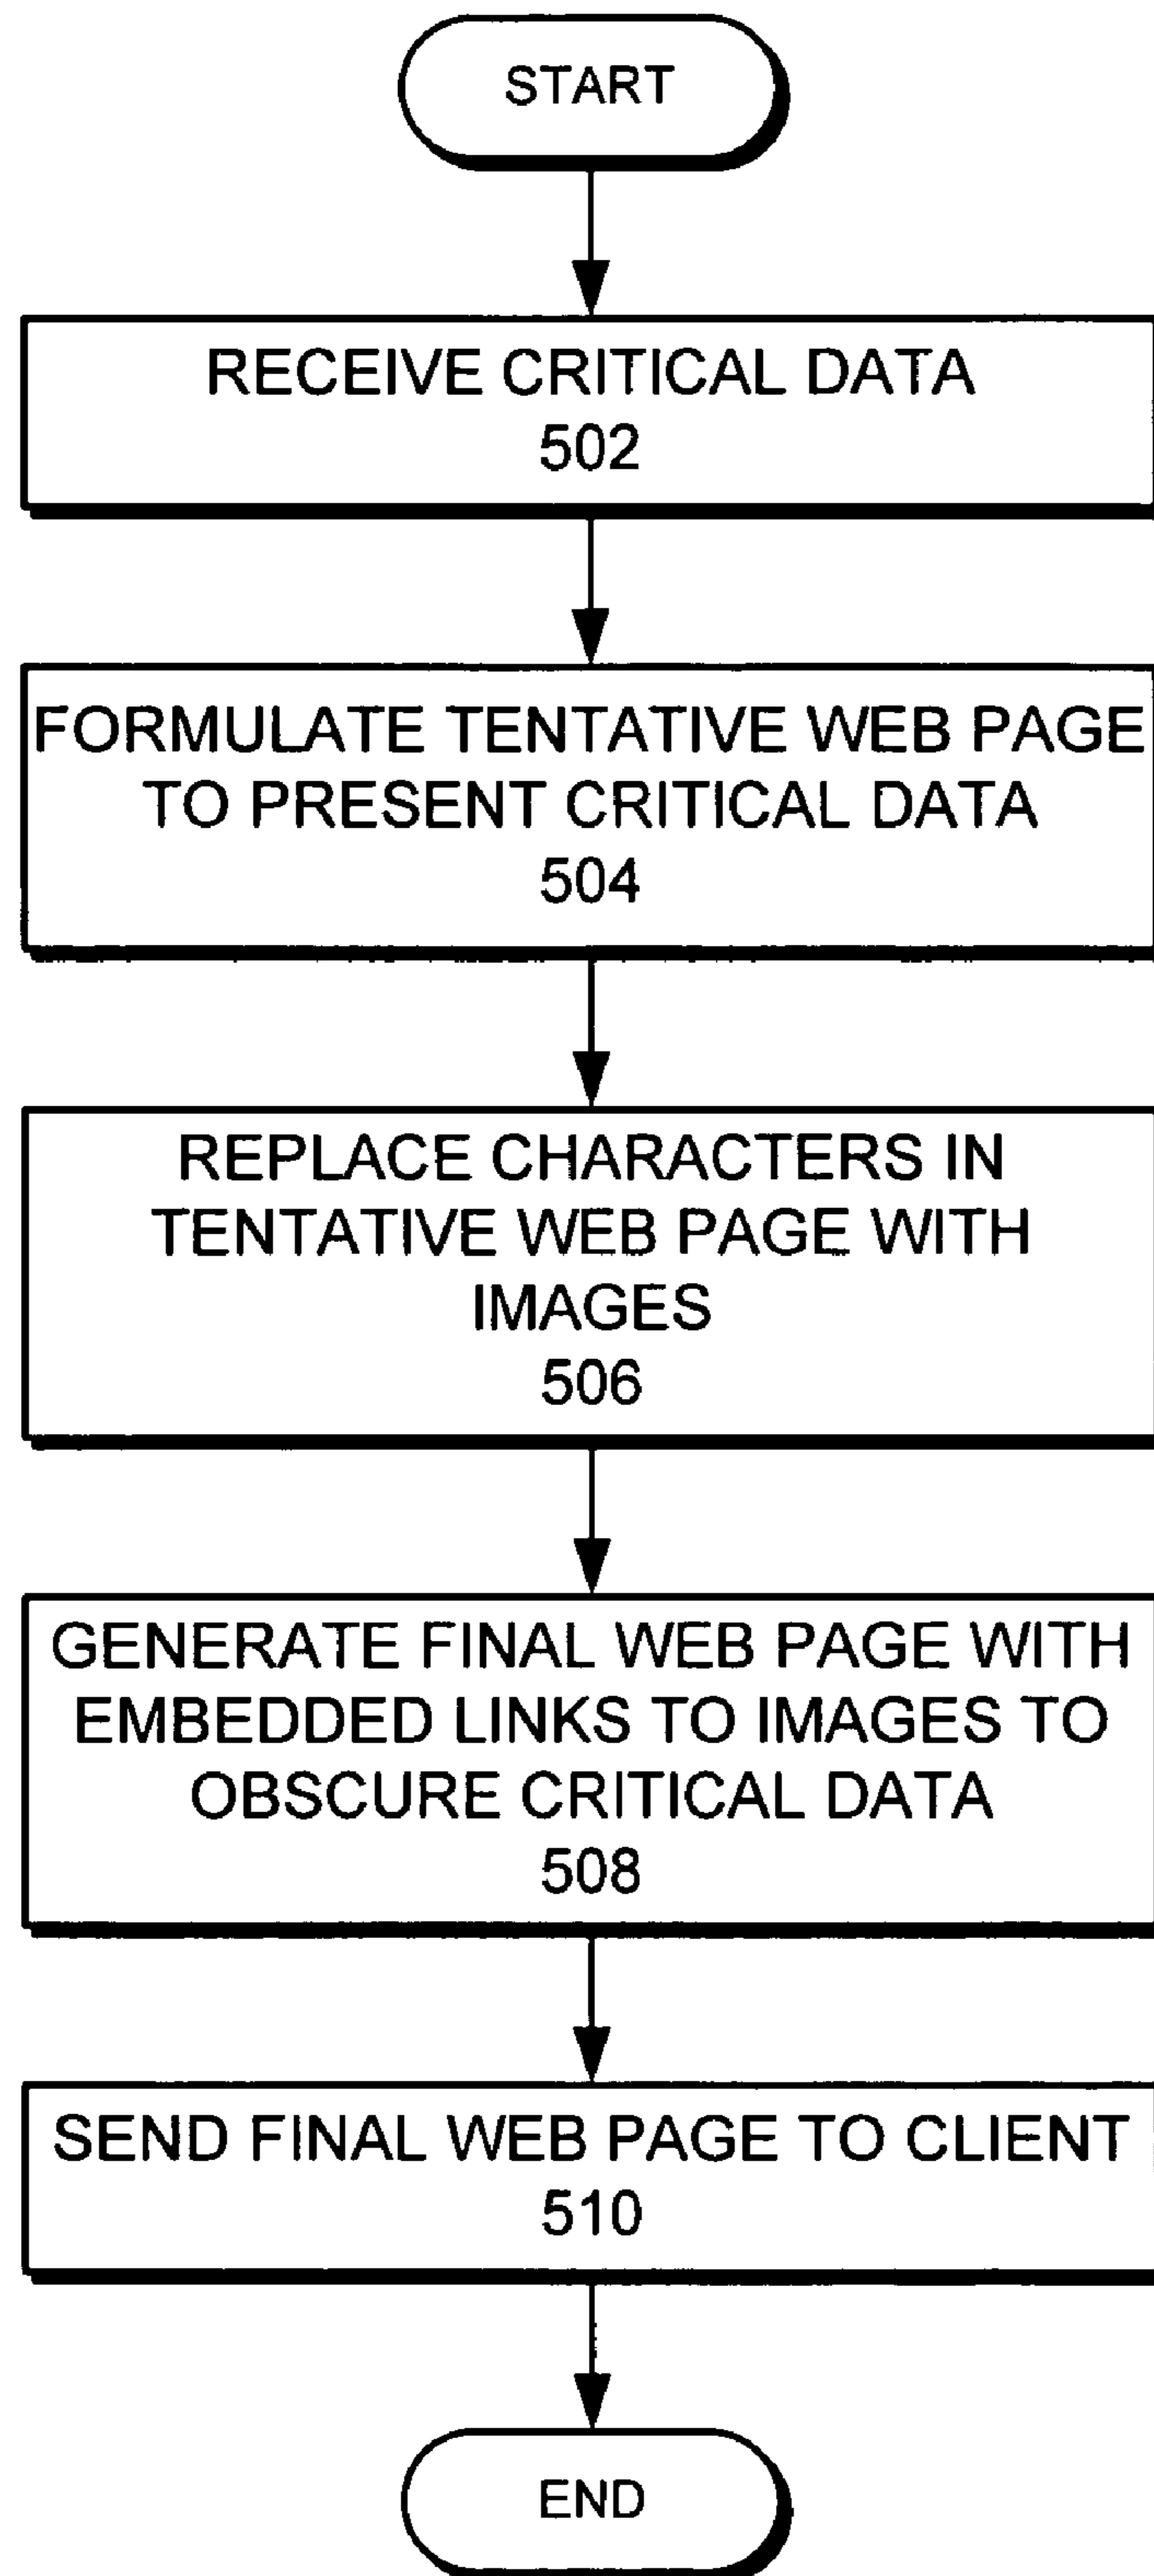 START
RECEIVE CRITICAL DATA
502
FORMULATE TENTATIVE WEB PAGE
TO PRESENT CRITICAL DATA
504
REPLACE CHARACTERS IN
TENTATIVE WEB PAGE WITH
IMAGES
506
GENERATE FINAL WEB PAGE WITH
EMBEDDED LINKS TO IMAGES TO
OBSCURE CRITICAL DATA
508
SEND FINAL WEB PAGE TO CLIENT
510
END